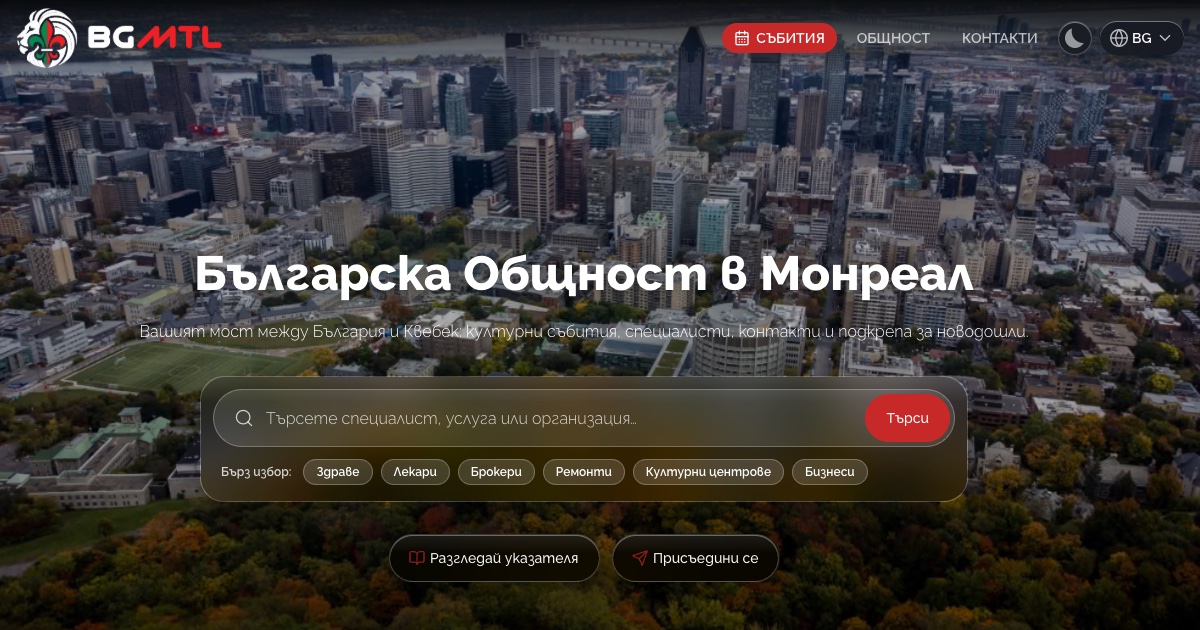 BGMTL
СЪБИТИЯ
ОБЩНОСТ
КОНТАКТИ
BG
Българска Общност в Монреал
Вашият мост между България и Квебек: културни събития, специалисти, контакти и подкрепа за новодошли.
Търсете специалист, услуга или организация…
Търси
Бърз избор:
Здраве
Лекари
Брокери
Ремонти
Културни центрове
Бизнеси
Разгледай указателя
Присъедини се